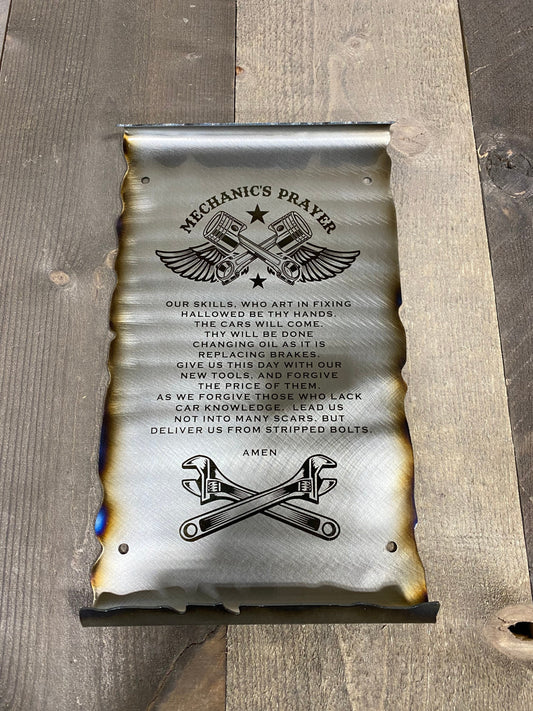 MECHANIC'S PRAYER
OUR SKILLS, WHO ART IN FIXING
HALLOWED BE THY HANDS.
THE CARS WILL COME.
THY WILL BE DONE
CHANGING OIL AS IT IS
REPLACING BRAKES.
GIVE US THIS DAY WITH OUR
NEW TOOLS, AND FORGIVE
THE PRICE OF THEM.
AS WE FORGIVE THOSE WHO LACK
CAR KNOWLEDGE. LEAD US
NOT INTO MANY SCARS, BUT
DELIVER US FROM STRIPPED BOLTS.
AMEN